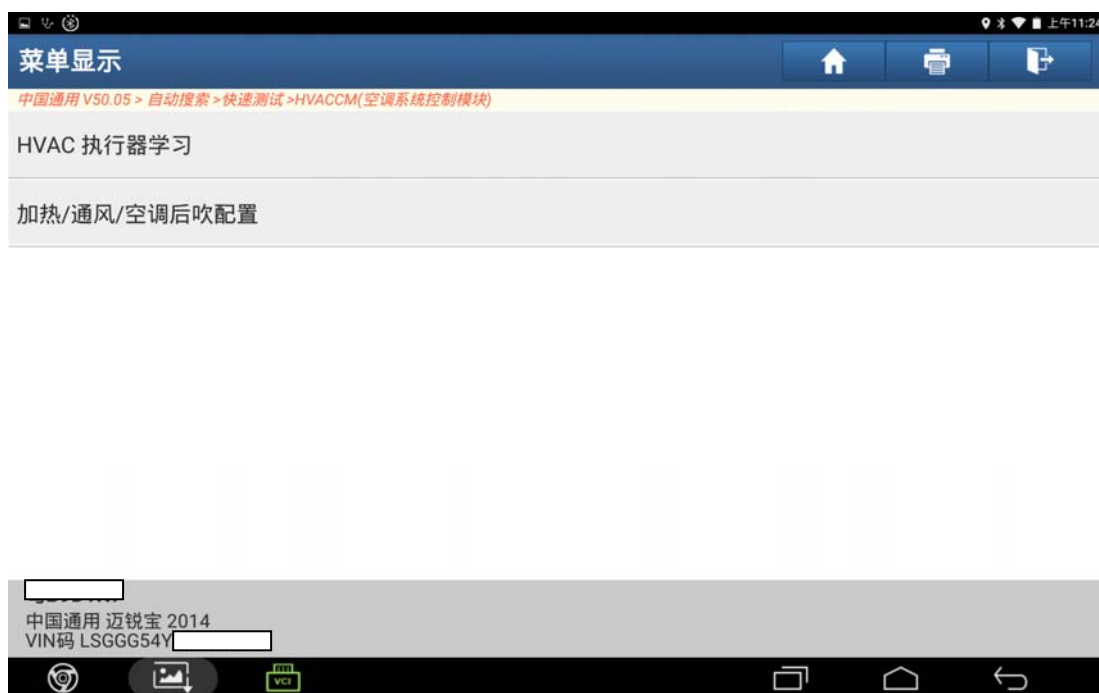 上午11:24
菜单显示
中国通用 V50.05 > 自动搜索 >快速测试 >HVACCM(空调系统控制模块)
HVAC 执行器学习
加热/通风/空调后吹配置
中国通用 迈锐宝 2014
VIN码 LSGGG54Y
VCI